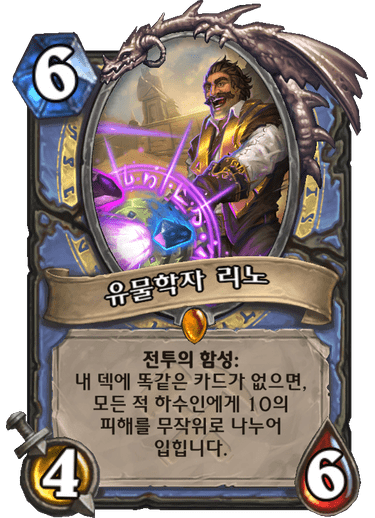 6
유물학자 리노
전투의 함성:
내 덱에 똑같은 카드가 없으면,
모든 적 하수인에게 10의
피해를 무작위로 나누어
입힙니다.
4
6